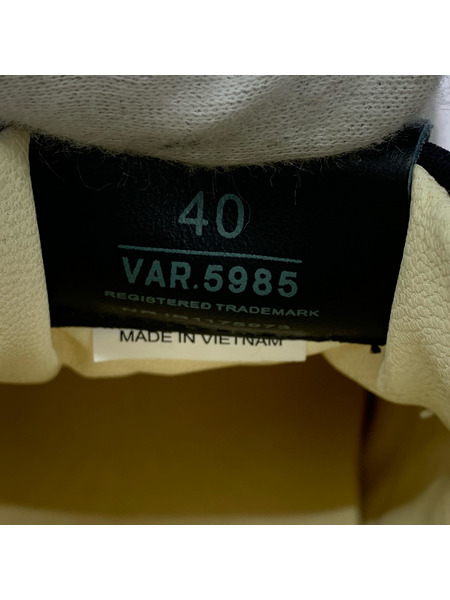 40
VAR.5985
REGISTERED TRADEMARK
MADE IN VIETNAM